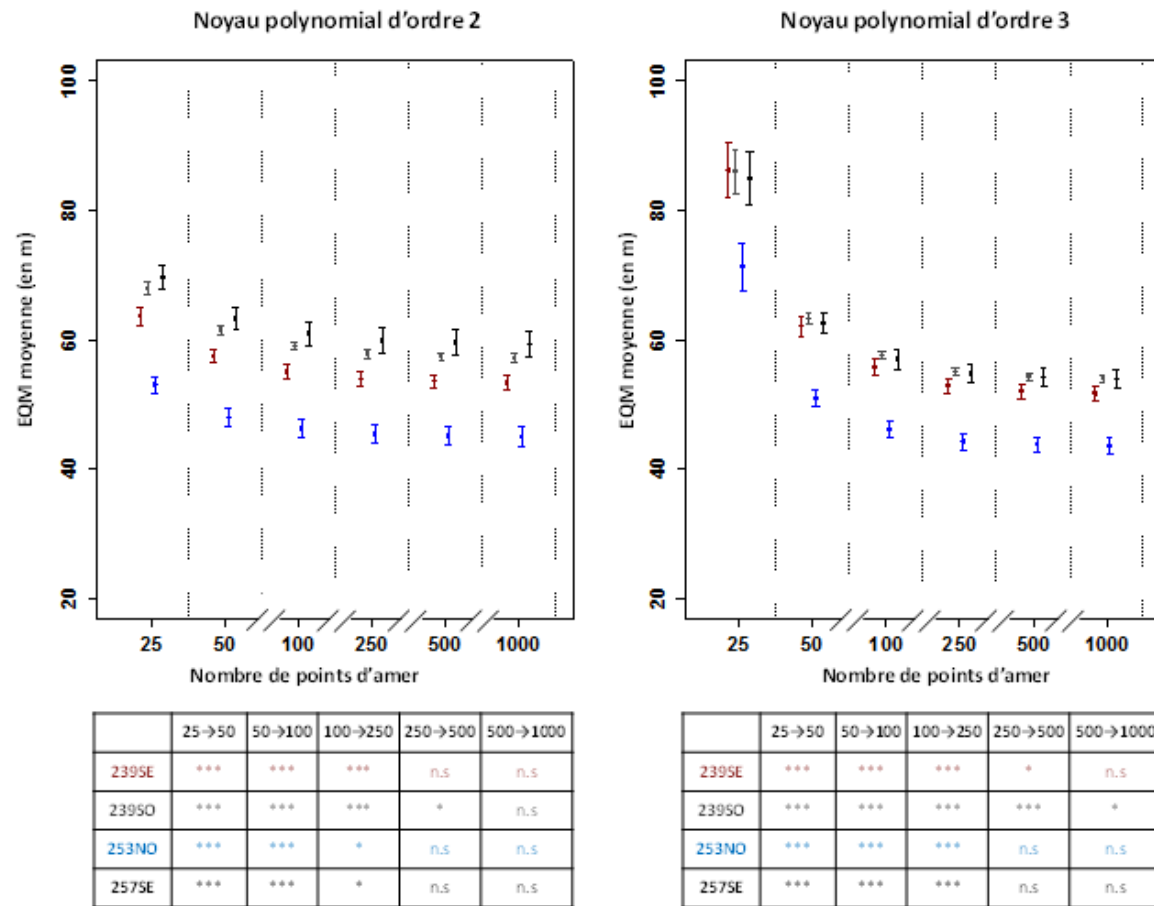 Noyau polynomial d'ordre 2
EQM moyenne (en m)
100
80
60
40
20
25 50 100 250 500 1000
Nombre de points d'amer
25→50 50→100 100→250 250→500 500→1000
239SE *** *** *** n.s n.s
239SO *** *** *** * n.s
253NO *** *** * n.s n.s
257SE *** *** * n.s n.s
Noyau polynomial d'ordre 3
EQM moyenne (en m)
100
80
60
40
20
25 50 100 250 500 1000
Nombre de points d'amer
25→50 50→100 100→250 250→500 500→1000
239SE *** *** *** * n.s
239SO *** *** *** *** *
253NO *** *** *** n.s n.s
257SE *** *** *** n.s n.s